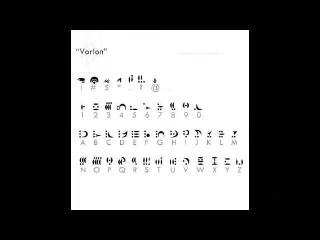 "Vorlon"
! # $ * . ? @
1 2 3 4 5 6 7 8 9 0
A B C D E F G H I J K L M
N O P Q R S T U V W X Y Z